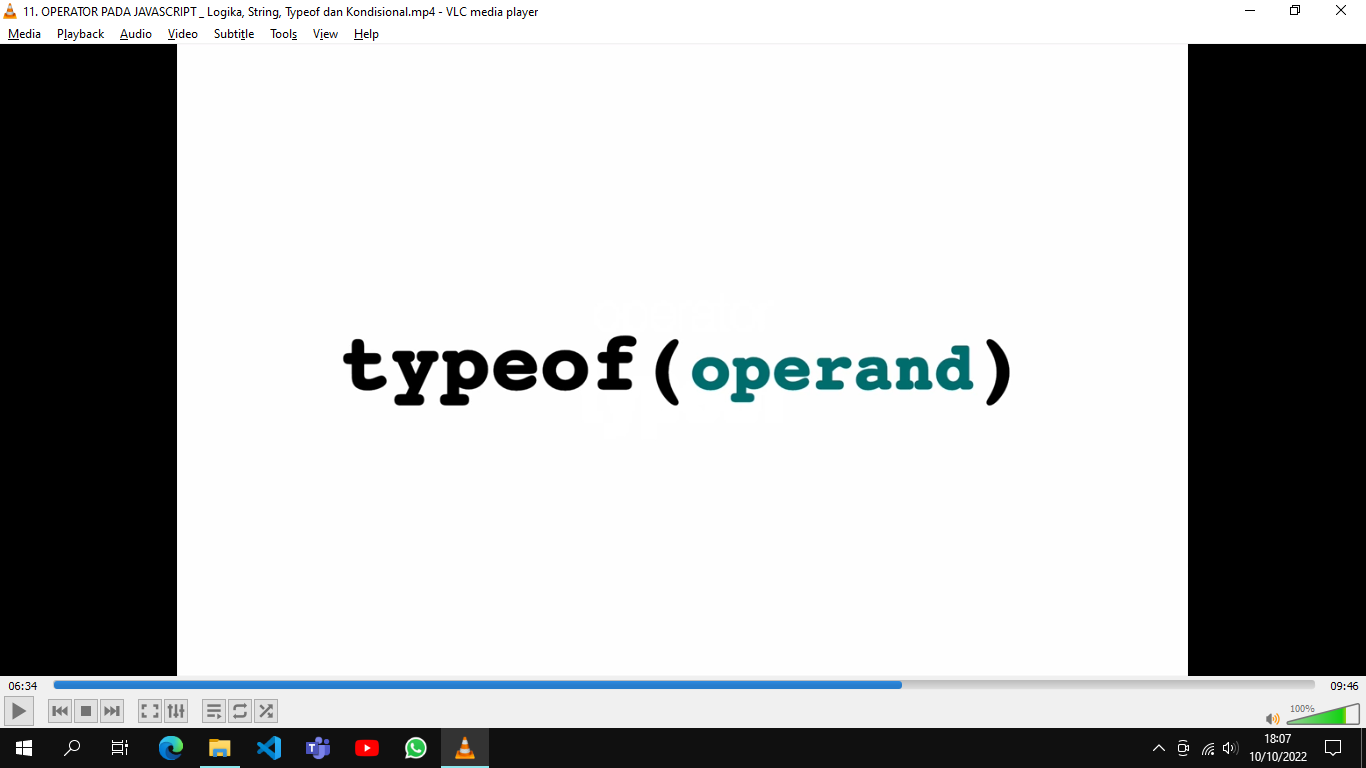 11. OPERATOR PADA JAVASCRIPT _ Logika, String, Typeof dan Kondisional.mp4 - VLC media player
Media Playback Audio Video Subtitle Tools View Help
typeof(operand)
06:34 09:46
100%
18:07
10/10/2022